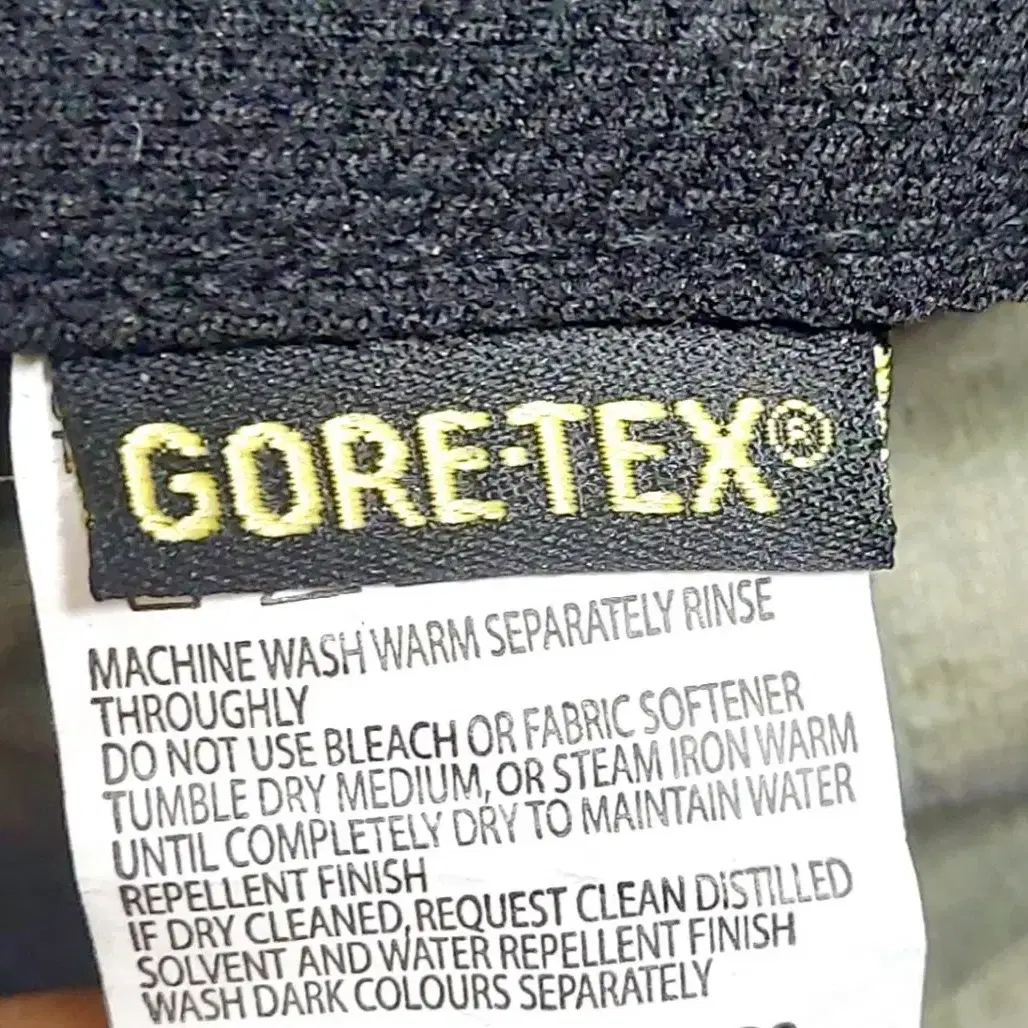 GORE-TEX®
MACHINE WASH WARM SEPARATELY RINSE
THROUGHLY
DO NOT USE BLEACH OR FABRIC SOFTENER
TUMBLE DRY MEDIUM, OR STEAM IRON WARM
UNTIL COMPLETELY DRY TO MAINTAIN WATER
REPELLENT FINISH
IF DRY CLEANED, REQUEST CLEAN DISTILLED
SOLVENT AND WATER REPELLENT FINISH
WASH DARK COLOURS SEPARATELY